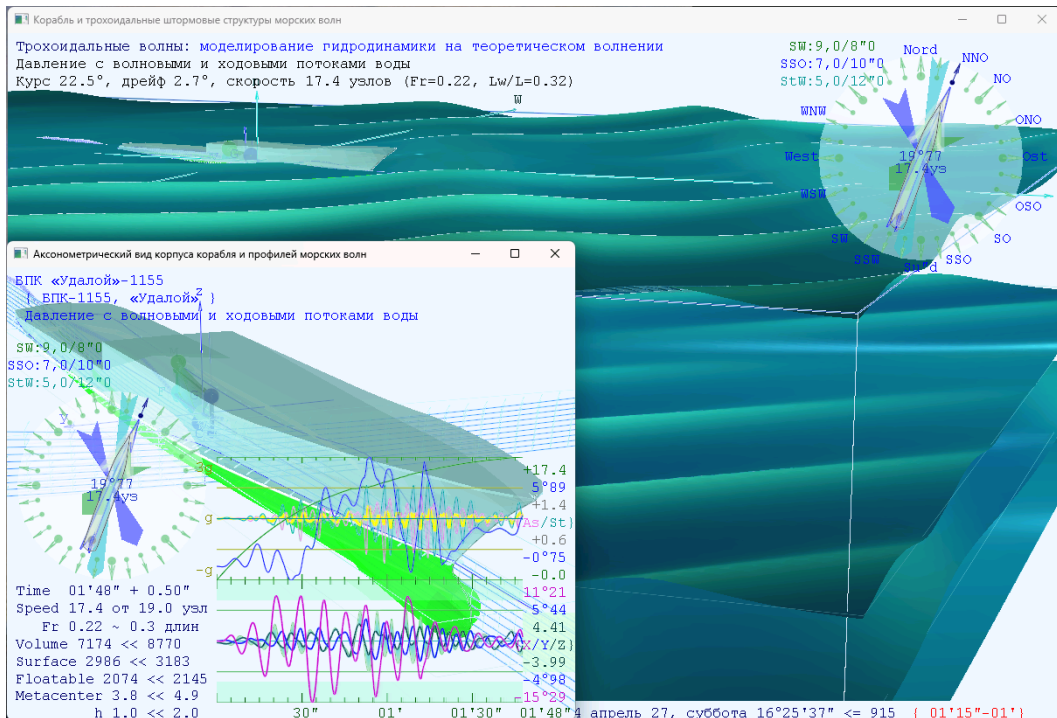 Корабль и трохоидальные штормовые структуры морских волн
Трохоидальные волны: моделирование гидродинамики на теоретическом волнении
Давление с волновыми и ходовыми потоками воды
Курс 22.5°, дрейф 2.7°, скорость 17.4 узлов (Fr=0.22, Lw/L=0.32)
W
SW:9,0/8"0
SSO:7,0/10"0
StW:5,0/12"0
Nord
NNO
NO
ONO
Ost
OSO
SO
SSO
Su"d
SSW
SW
WSW
West
WNW
19°77
17.4уз
Аксонометрический вид корпуса корабля и профилей морских волн
ВПК «Удалой»-1155
{ ВПК-1155, «Удалой» }
Давление с волновыми и ходовыми потоками воды
z
SW:9,0/8"0
SSO:7,0/10"0
StW:5,0/12"0
y
19°77
17.4уз
3g
g
-g
+17.4
5°89
+1.4
{As/St}
+0.6
-0°75
-0.0
11°21
5°44
4.41
{X/Y/Z}
-3.99
-4°98
-15°29
Time 01'48" + 0.50"
Speed 17.4 от 19.0 узл
Fr 0.22 ~ 0.3 длин
Volume 7174 << 8770
Surface 2986 << 3183
Floatable 2074 << 2145
Metacenter 3.8 << 4.9
h 1.0 << 2.0
30" 01' 01'30" 01'48"
4 апрель 27, суббота 16°25'37" <= 915 { 01'15"-01'}